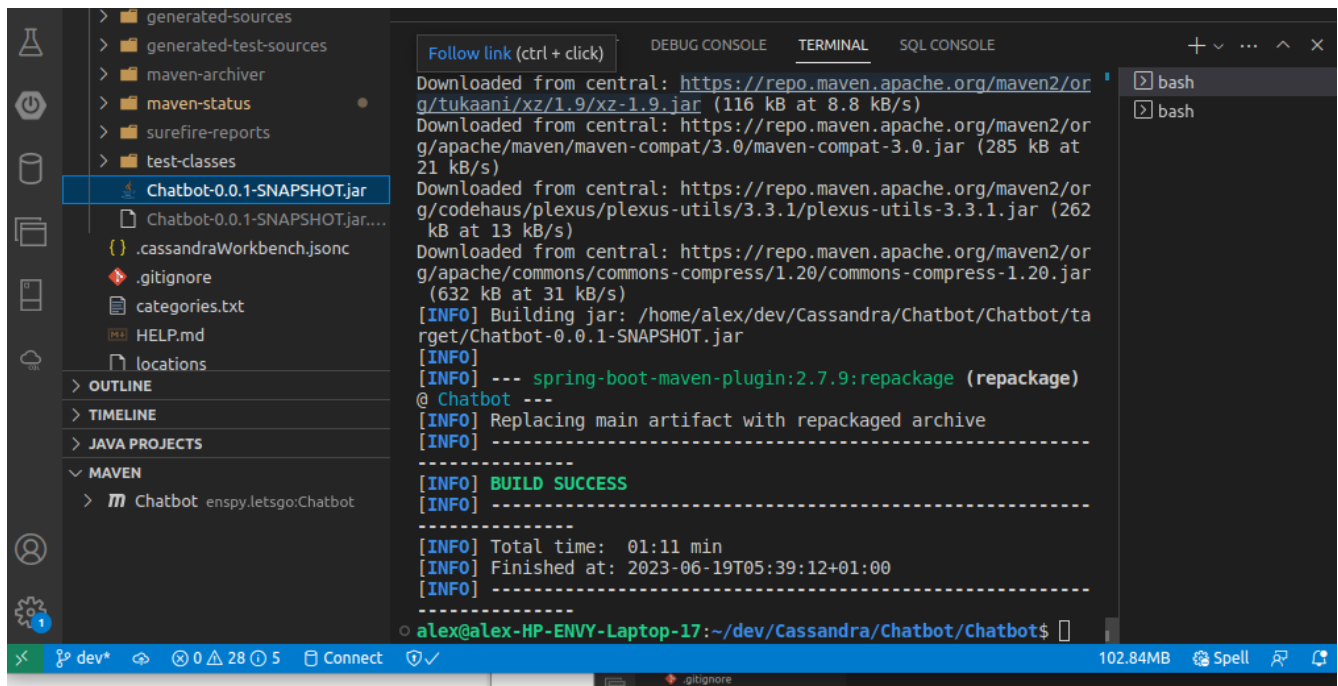 generated-sources
generated-test-sources
maven-archiver
maven-status
surefire-reports
test-classes
Chatbot-0.0.1-SNAPSHOT.jar
Chatbot-0.0.1-SNAPSHOT.jar....
{} .cassandraWorkbench.jsonc
.gitignore
categories.txt
M↓ HELP.md
locations
OUTLINE
TIMELINE
JAVA PROJECTS
MAVEN
m Chatbot enspy.letsgo:Chatbot
Follow link (ctrl + click)
DEBUG CONSOLE TERMINAL SQL CONSOLE
Downloaded from central: https://repo.maven.apache.org/maven2/or
g/tukaani/xz/1.9/xz-1.9.jar (116 kB at 8.8 kB/s)
Downloaded from central: https://repo.maven.apache.org/maven2/or
g/apache/maven/maven-compat/3.0/maven-compat-3.0.jar (285 kB at
21 kB/s)
Downloaded from central: https://repo.maven.apache.org/maven2/or
g/codehaus/plexus/plexus-utils/3.3.1/plexus-utils-3.3.1.jar (262
kB at 13 kB/s)
Downloaded from central: https://repo.maven.apache.org/maven2/or
g/apache/commons/commons-compress/1.20/commons-compress-1.20.jar
(632 kB at 31 kB/s)
[INFO] Building jar: /home/alex/dev/Cassandra/Chatbot/Chatbot/ta
rget/Chatbot-0.0.1-SNAPSHOT.jar
[INFO]
[INFO] --- spring-boot-maven-plugin:2.7.9:repackage (repackage)
@ Chatbot ---
[INFO] Replacing main artifact with repackaged archive
[INFO] ---------------------------------------------------------
---------------
[INFO] BUILD SUCCESS
[INFO] ---------------------------------------------------------
---------------
[INFO] Total time:  01:11 min
[INFO] Finished at: 2023-06-19T05:39:12+01:00
[INFO] ---------------------------------------------------------
---------------
alex@alex-HP-ENVY-Laptop-17:~/dev/Cassandra/Chatbot/Chatbot$
bash
bash
1
dev* 0 28 5 Connect 102.84MB Spell
.gitignore